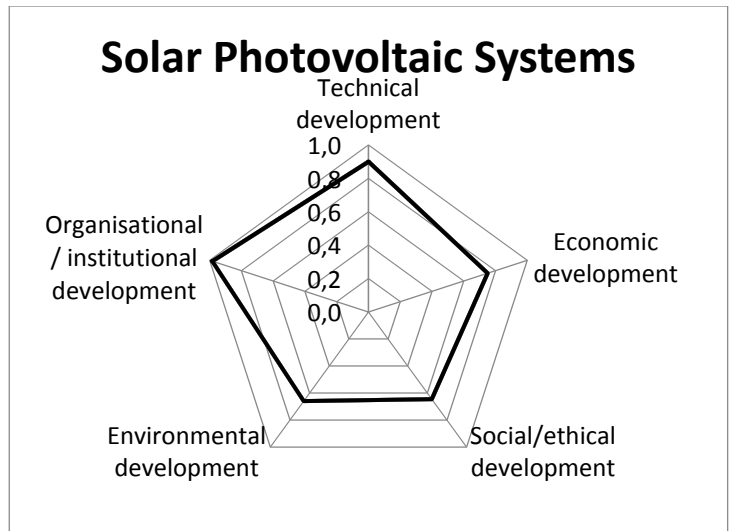 Solar Photovoltaic Systems
Technical
development
1,0
0,8
0,6
0,4
0,2
0,0
Economic
development
Social/ethical
development
Environmental
development
Organisational
/ institutional
development